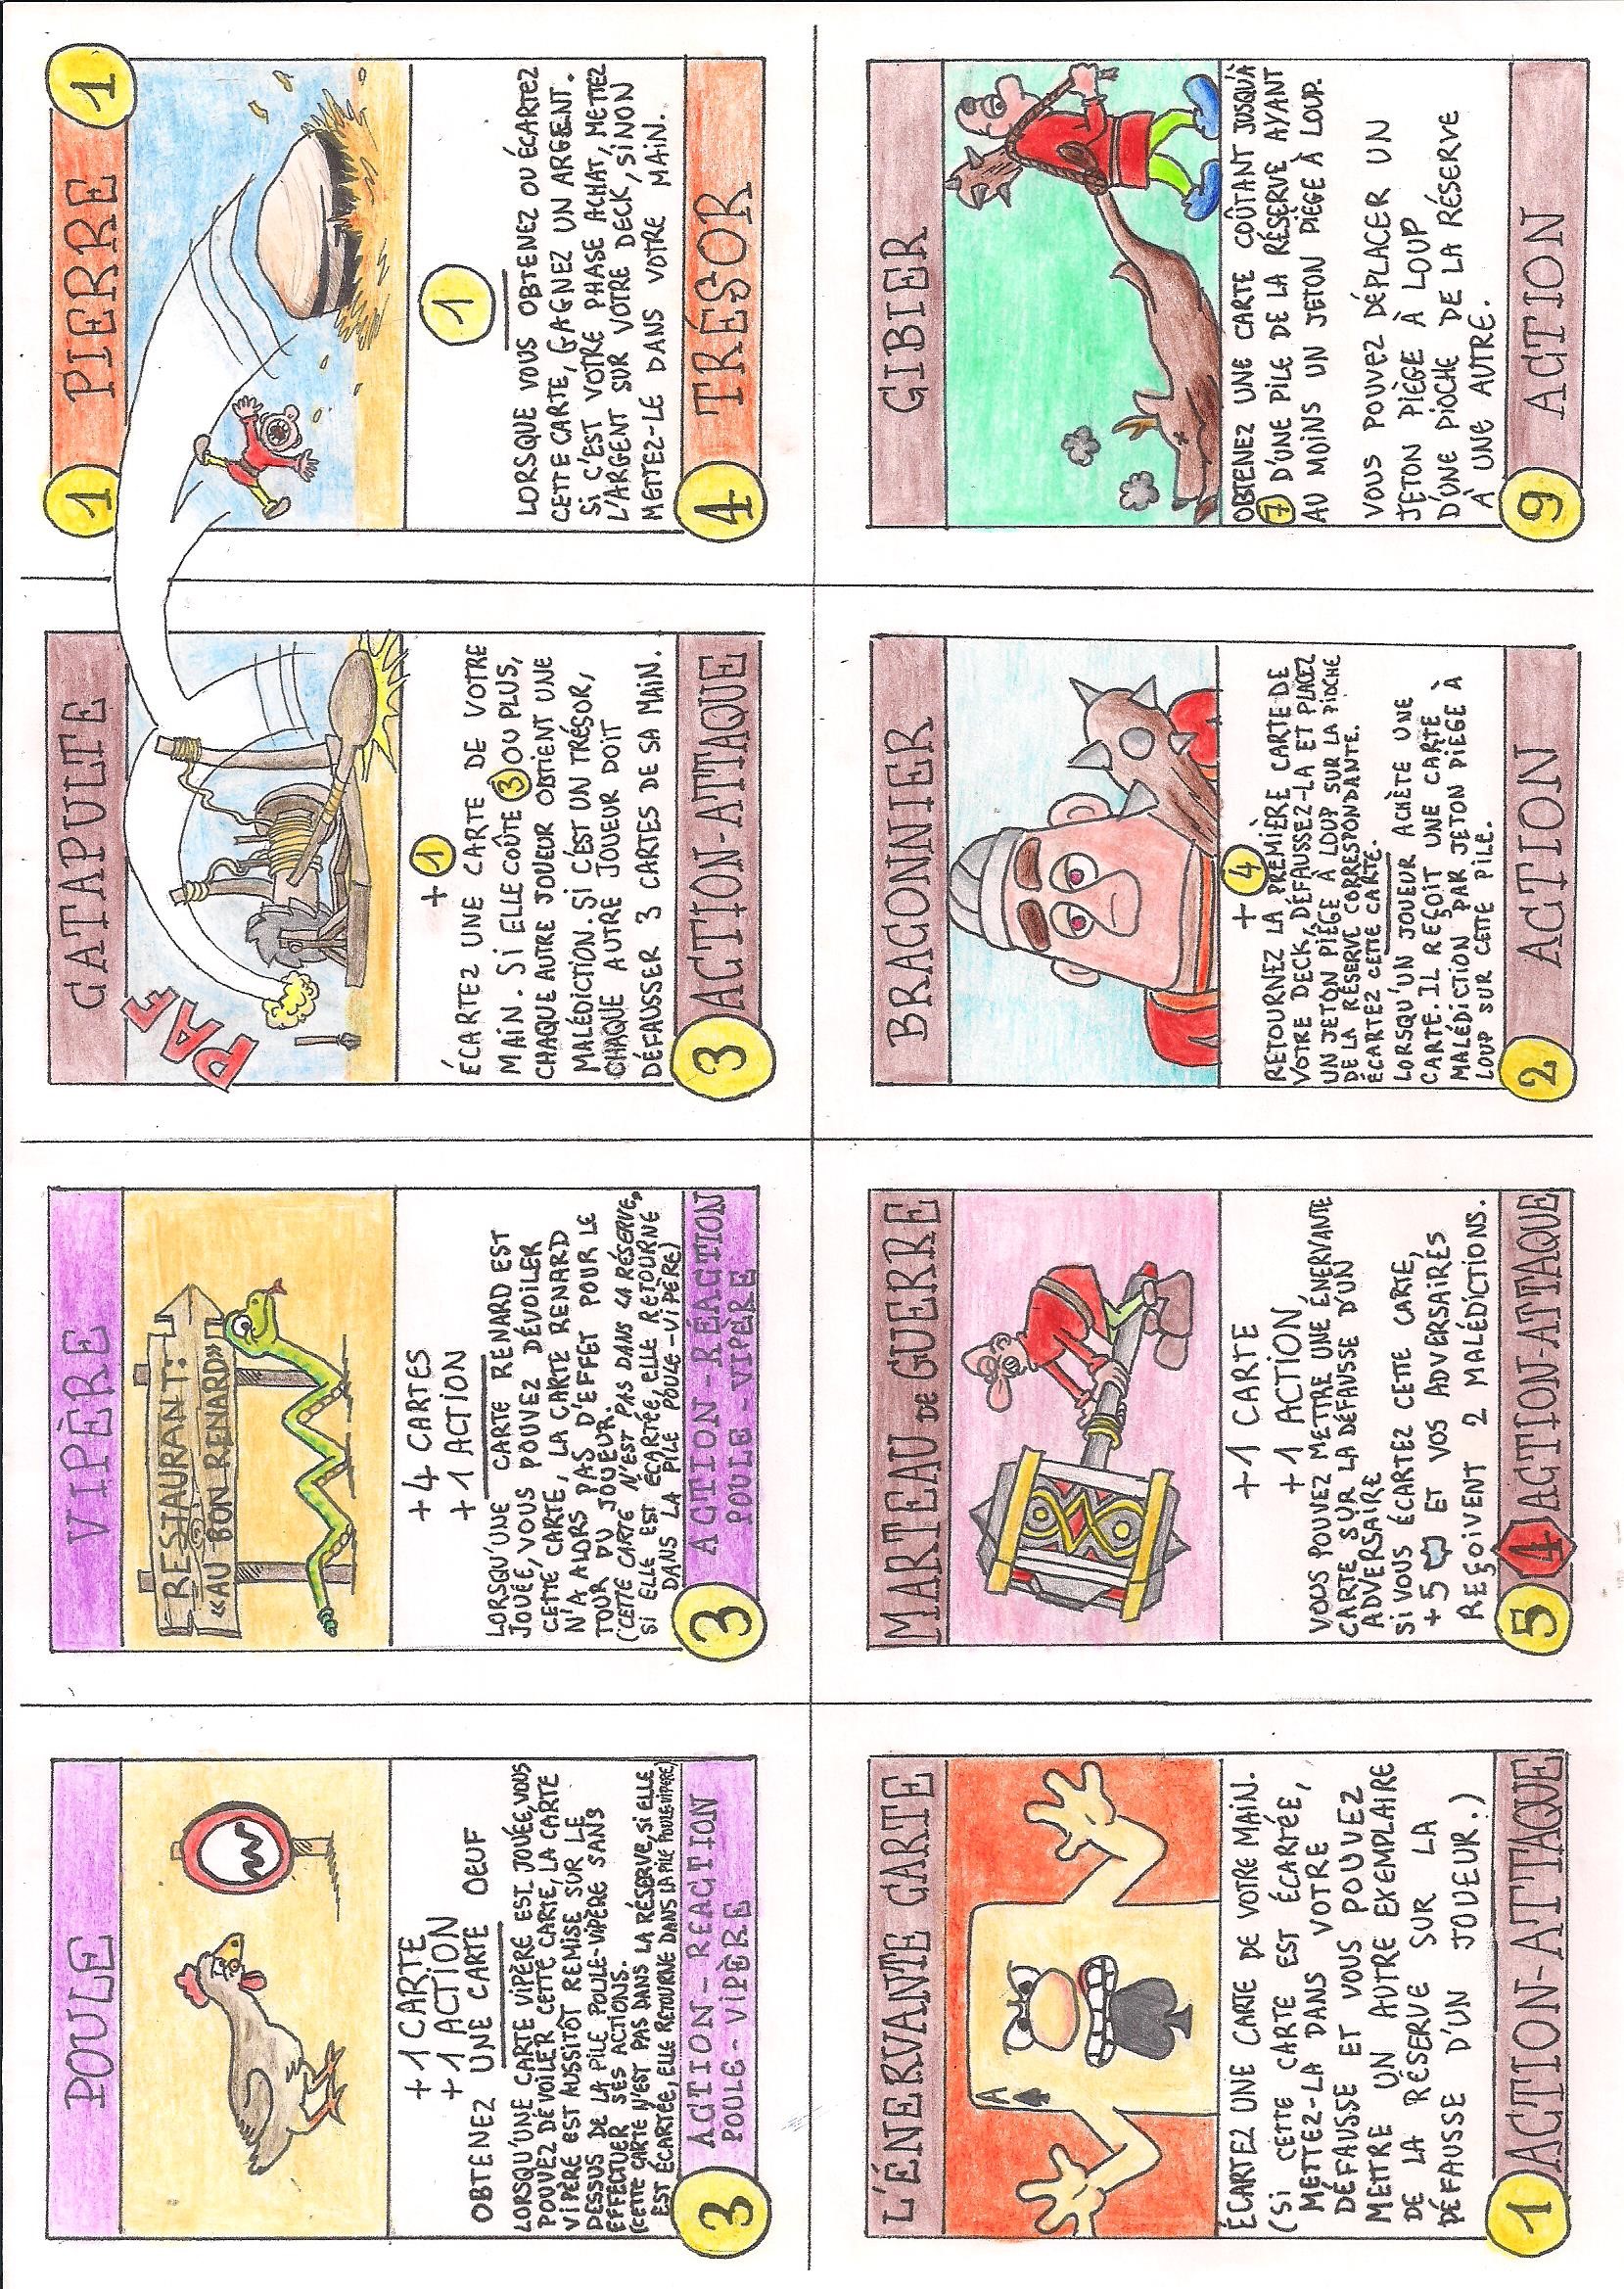 POULE
+1 CARTE
+1 ACTION
OBTENEZ UNE CARTE OEUF
LORSQU'UNE CARTE VIPÈRE EST JOUÉE, VOUS
POUVEZ DÉVOILER CETTE CARTE, LA CARTE
VIPÈRE EST AUSSITÔT REMISE SUR LE
DESSUS DE LA PILE POULE-VIPÈRE SANS
EFFECTUER SES ACTIONS.
(CETTE CARTE N'EST PAS DANS LA RÉSERVE, SI ELLE
EST ÉCARTÉE, ELLE RETOURNE DANS LA PILE POULE-VIPERE)
3
ACTION-REACTION
POULE-VIPÈRE
VIPÈRE
RESTAURANT:
«AU BON RENARD»
+4 CARTES
+1 ACTION
LORSQU'UNE CARTE RENARD EST
JOUÉE, VOUS POUVEZ DÉVOILER
CETTE CARTE, LA CARTE RENARD
N'A ALORS PAS D'EFFET POUR LE
TOUR DU JOUEUR.
(CETTE CARTE N'EST PAS DANS LA RÉSERVE,
SI ELLE EST ÉCARTÉE, ELLE RETOURNE
DANS LA PILE POULE-VIPÈRE)
3
ACTION-RÉACTION
POULE-VIPÈRE
CATAPULTE
PAF
+1
ÉCARTEZ UNE CARTE DE VOTRE
MAIN. SI ELLE COÛTE 3 OU PLUS,
CHAQUE AUTRE JOUEUR OBTIENT UNE
MALÉDICTION. SI C'EST UN TRÉSOR,
CHAQUE AUTRE JOUEUR DOIT
DÉFAUSSER 3 CARTES DE SA MAIN.
3
ACTION-ATTAQUE
1 PIERRE 1
1
LORSQUE VOUS OBTENEZ OU ÉCARTEZ
CETTE CARTE, GAGNEZ UN ARGENT.
SI C'EST VOTRE PHASE ACHAT, METTEZ
L'ARGENT SUR VOTRE DECK, SINON
METTEZ-LE DANS VOTRE MAIN.
4
TRÉSOR
L'ÉNERVANTE CARTE
A
ÉCARTEZ UNE CARTE DE VOTRE MAIN.
(SI CETTE CARTE EST ÉCARTÉE,
METTEZ-LA DANS VOTRE
DÉFAUSSE ET VOUS POUVEZ
METTRE UN AUTRE EXEMPLAIRE
DE LA RÉSERVE SUR LA
DÉFAUSSE D'UN JOUEUR.)
1
ACTION-ATTAQUE
MARTEAU DE GUERRE
+1 CARTE
+1 ACTION,
VOUS POUVEZ METTRE UNE ÉNERVANTE
CARTE SUR LA DÉFAUSSE D'UN
ADVERSAIRE
SI VOUS ÉCARTEZ CETTE CARTE,
+5 ET VOS ADVERSAIRES
REÇOIVENT 2 MALÉDICTIONS.
5 4
ACTION-ATTAQUE
BRACONNIER
+4
RETOURNEZ LA PREMIÈRE CARTE DE
VOTRE DECK, DÉFAUSSEZ-LA ET PLACEZ
UN JETON PIÈGE À LOUP SUR LA PIOCHE
DE LA RÉSERVE CORRESPONDANTE.
ÉCARTEZ CETTE CARTE.
LORSQU'UN JOUEUR ACHÈTE UNE
CARTE. IL REÇOIT UNE CARTE
MALÉDICTION PAR JETON PIÈGE À
LOUP SUR CETTE PILE.
2
ACTION
GIBIER
OBTENEZ UNE CARTE COÛTANT JUSQU'À
7 D'UNE PILE DE LA RÉSERVE AYANT
AU MOINS UN JETON PIÈGE À LOUP.
VOUS POUVEZ DÉPLACER UN
JETON PIÈGE À LOUP
D'UNE PIOCHE DE LA RÉSERVE
À UNE AUTRE.
9
ACTION